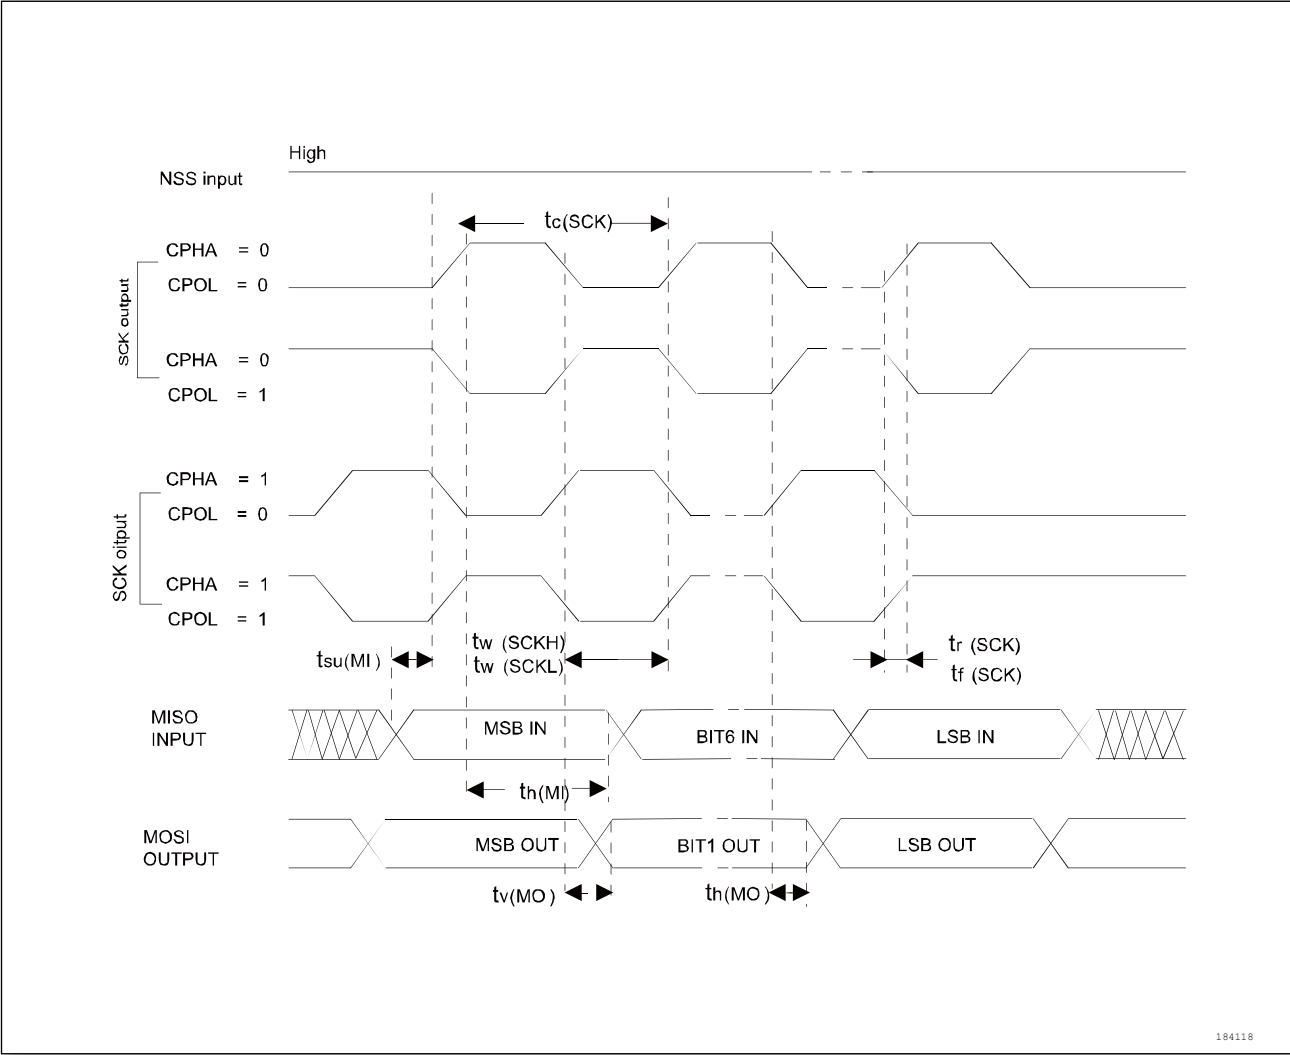 High
NSS input
tc(SCK)
CPHA = 0
CPOL = 0
SCK output
CPHA = 0
CPOL = 1
CPHA = 1
CPOL = 0
SCK oitput
CPHA = 1
CPOL = 1
tsu(MI)
tw (SCKH)
tw (SCKL)
tr (SCK)
tf (SCK)
MISO
INPUT
MSB IN
BIT6 IN
LSB IN
th(MI)
MOSI
OUTPUT
MSB OUT
BIT1 OUT
LSB OUT
tv(MO)
th(MO)
184118